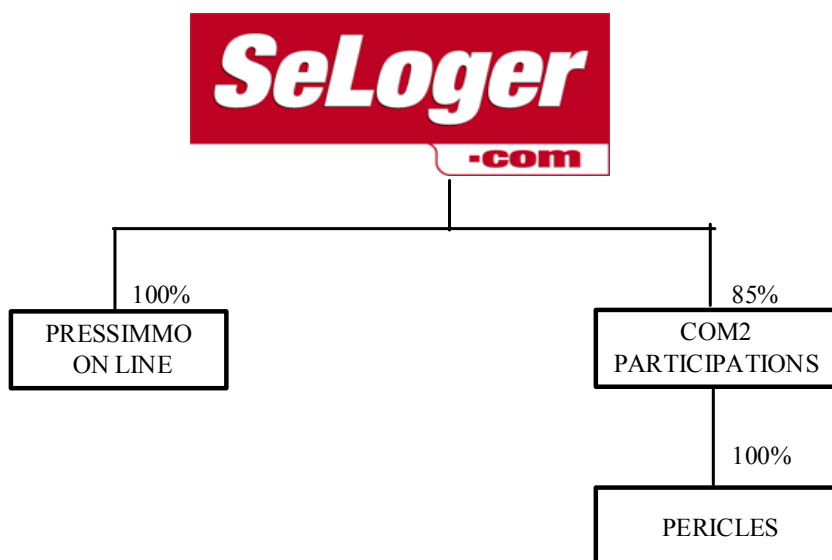 SeLoger
.com
100%
85%
PRESSIMMO
ON LINE
COM2
PARTICIPATIONS
100%
PERICLES